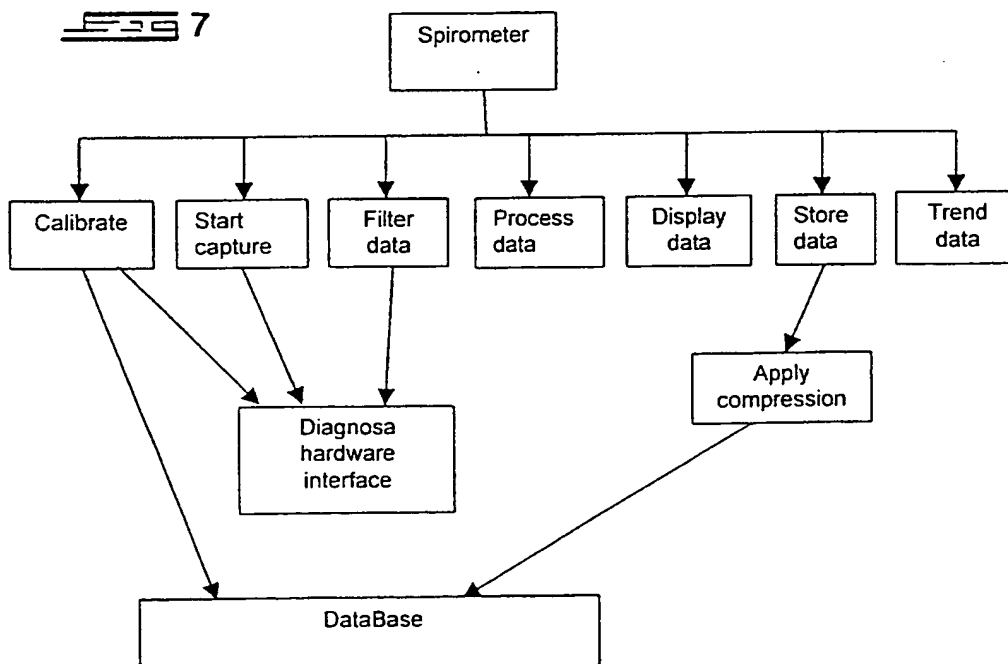 FIG 7
Spirometer
Calibrate
Start
capture
Filter
data
Process
data
Display
data
Store
data
Trend
data
Diagnosa
hardware
interface
Apply
compression
DataBase